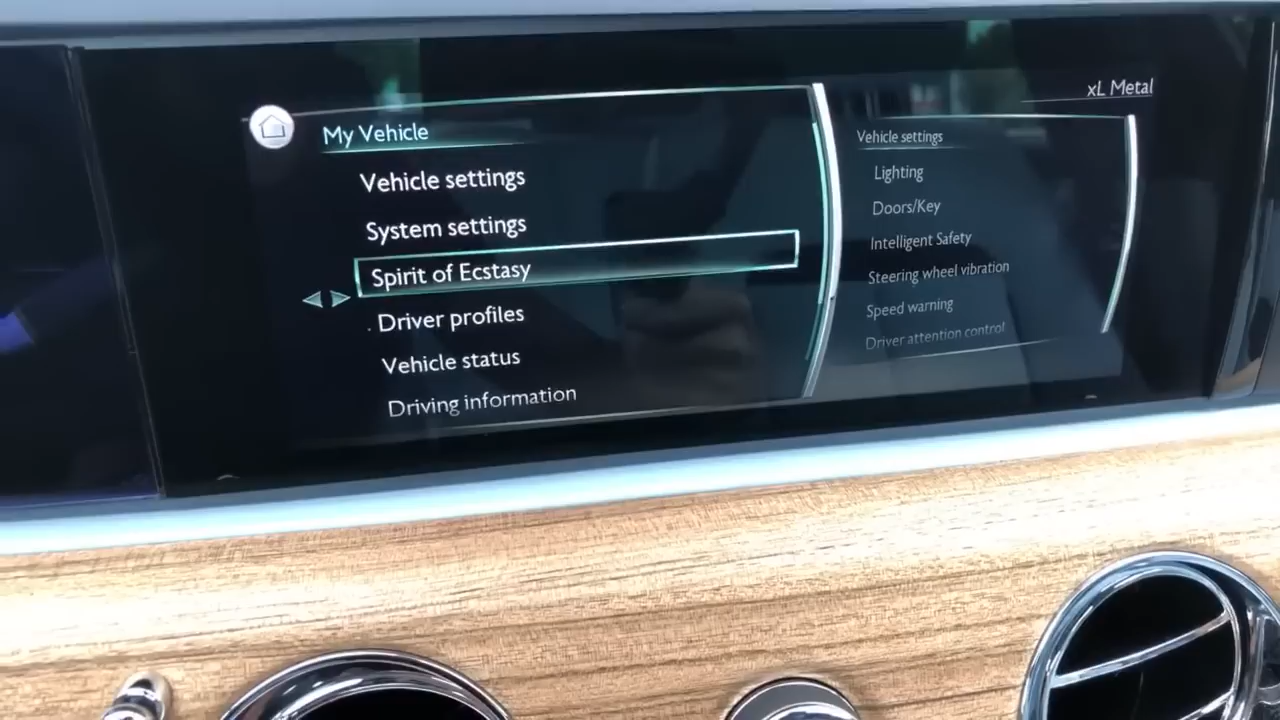 xL Metal
My Vehicle
Vehicle settings
System settings
Spirit of Ecstasy
Driver profiles
Vehicle status
Driving information
Vehicle settings
Lighting
Doors/Key
Intelligent Safety
Steering wheel vibration
Speed warning
Driver attention control